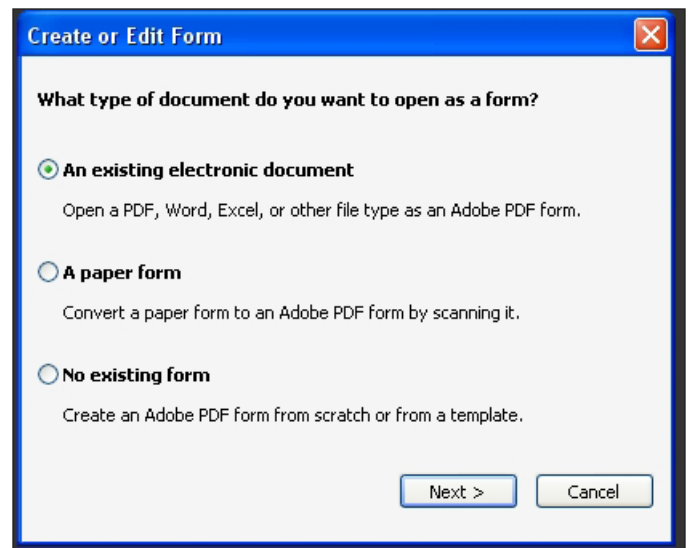 Create or Edit Form
What type of document do you want to open as a form?
An existing electronic document
Open a PDF, Word, Excel, or other file type as an Adobe PDF form.
A paper form
Convert a paper form to an Adobe PDF form by scanning it.
No existing form
Create an Adobe PDF form from scratch or from a template.
Next > Cancel